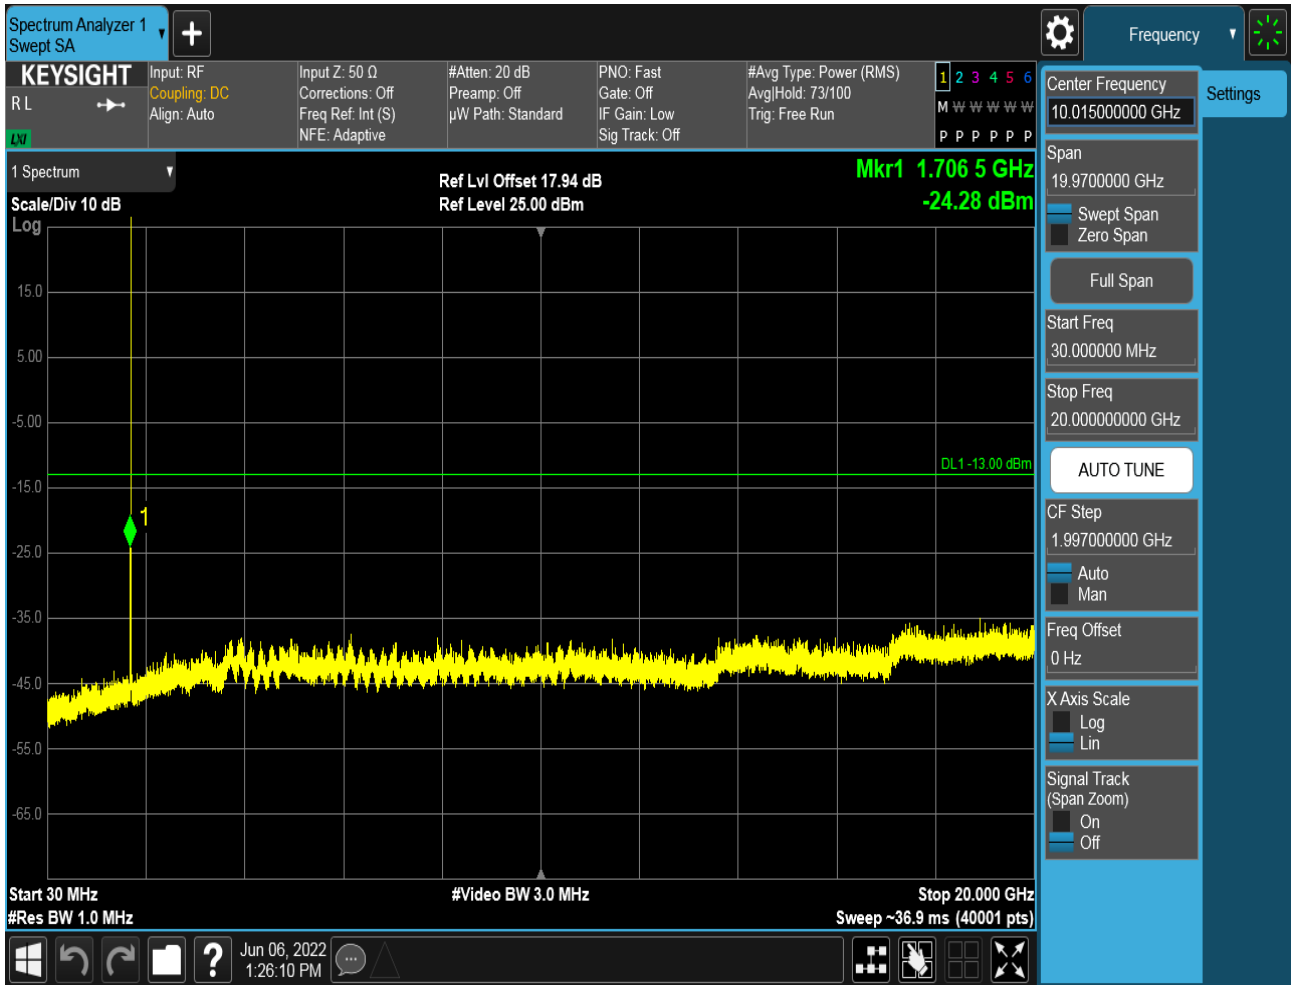 Spectrum Analyzer 1
Swept SA
Frequency
KEYSIGHT
R L
LXI
Input: RF
Coupling: DC
Align: Auto
Input Z: 50 Ω
Corrections: Off
Freq Ref: Int (S)
NFE: Adaptive
#Atten: 20 dB
Preamp: Off
µW Path: Standard
PNO: Fast
Gate: Off
IF Gain: Low
Sig Track: Off
#Avg Type: Power (RMS)
Avg|Hold: 73/100
Trig: Free Run
1 2 3 4 5 6
M W W W W W
P P P P P P
1 Spectrum
Scale/Div 10 dB
Log
Ref Lvl Offset 17.94 dB
Ref Level 25.00 dBm
Mkr1 1.706 5 GHz
-24.28 dBm
15.0
5.00
-5.00
-15.0
-25.0
-35.0
-45.0
-55.0
-65.0
DL1 -13.00 dBm
1
Start 30 MHz
#Res BW 1.0 MHz
#Video BW 3.0 MHz
Stop 20.000 GHz
Sweep ~36.9 ms (40001 pts)
Center Frequency
10.015000000 GHz
Span
19.9700000 GHz
Swept Span
Zero Span
Full Span
Start Freq
30.000000 MHz
Stop Freq
20.000000000 GHz
AUTO TUNE
CF Step
1.997000000 GHz
Auto
Man
Freq Offset
0 Hz
X Axis Scale
Log
Lin
Signal Track
(Span Zoom)
On
Off
Settings
?
Jun 06, 2022
1:26:10 PM